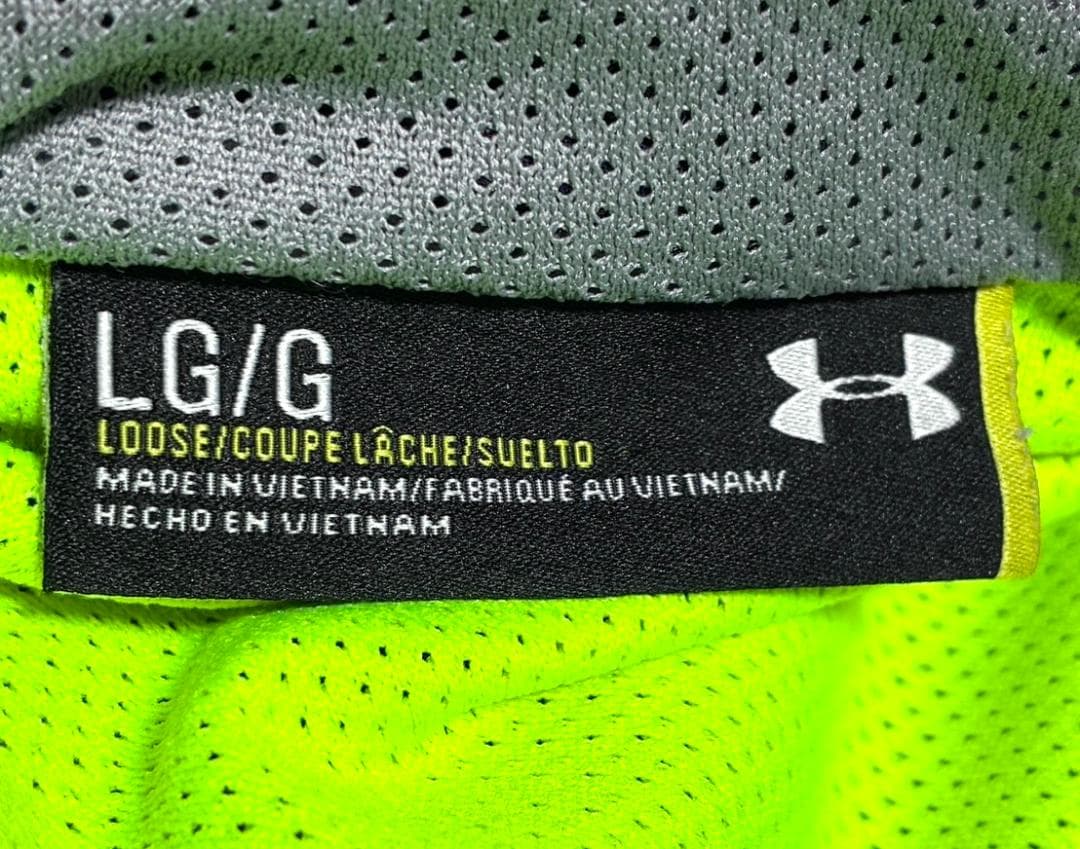 LG/G
LOOSE/COUPE LÂCHE/SUELTO
MADE IN VIETNAM/FABRIQUÉ AU VIETNAM/
HECHO EN VIETNAM